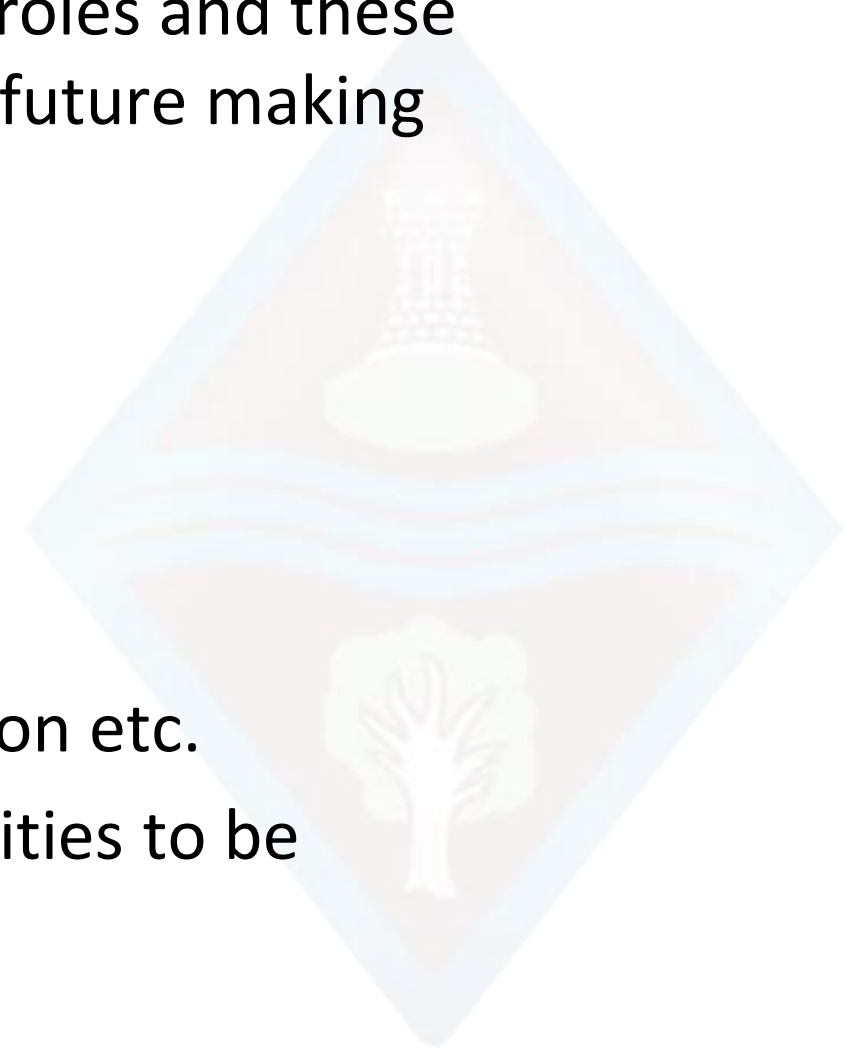 roles and these
future making
on etc.
ities to be